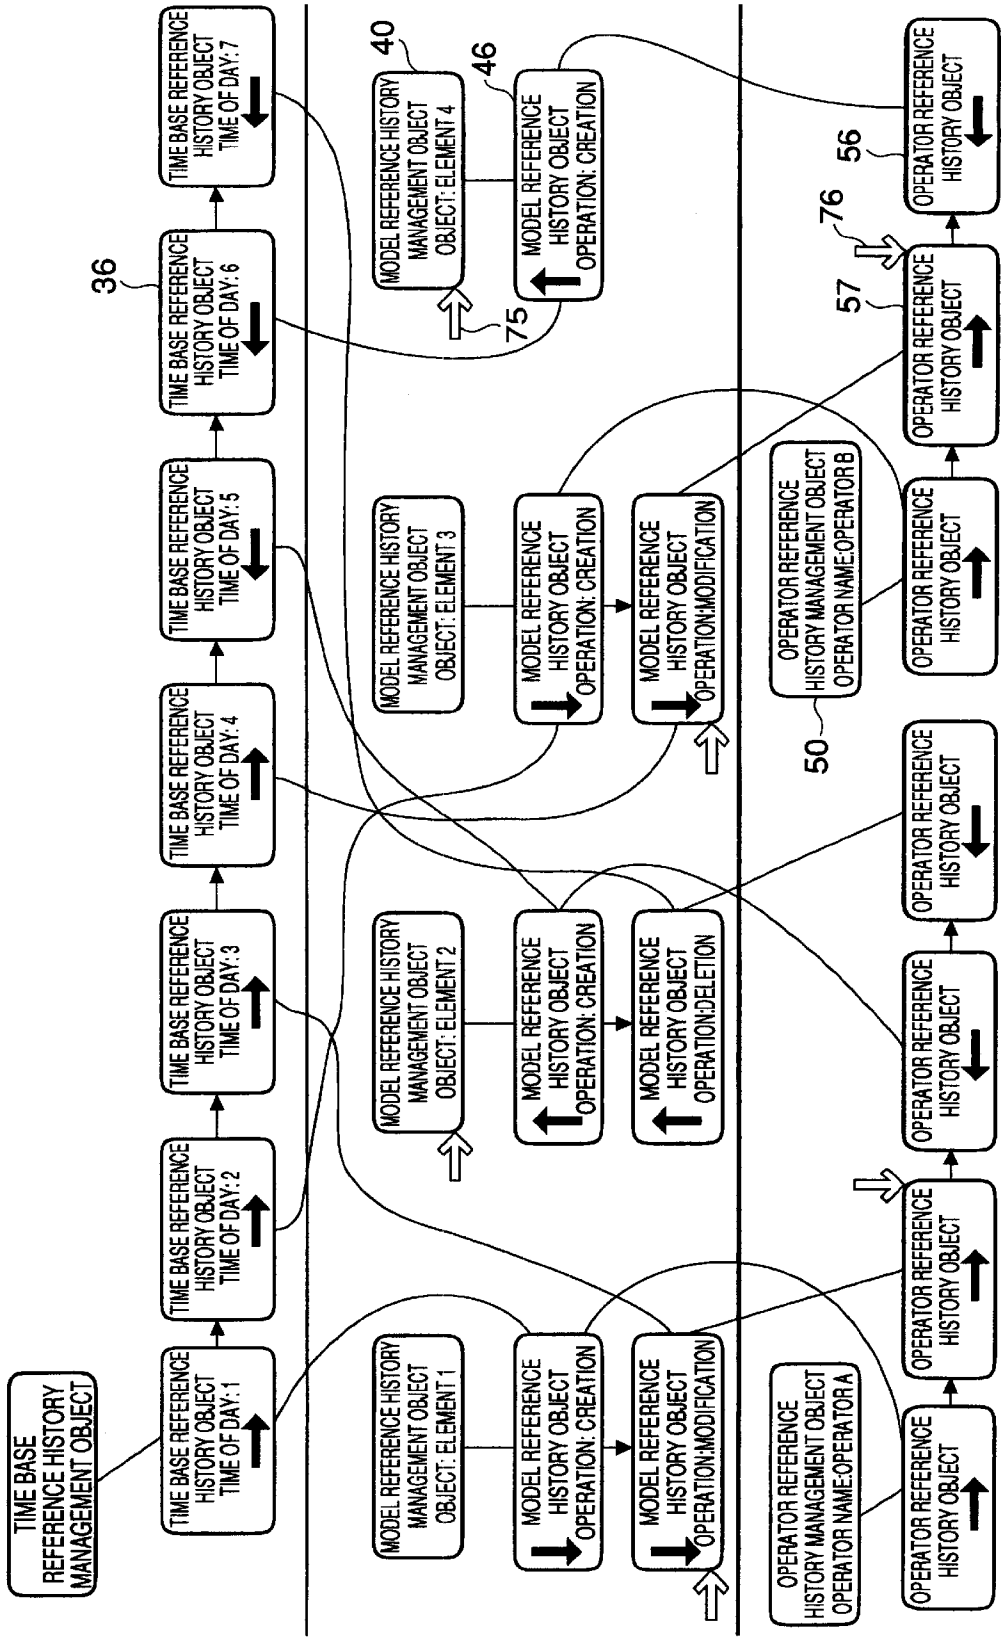 TIME BASE
REFERENCE HISTORY
MANAGEMENT OBJECT
TIME BASE REFERENCE
HISTORY OBJECT
TIME OF DAY: 1
TIME BASE REFERENCE
HISTORY OBJECT
TIME OF DAY: 2
TIME BASE REFERENCE
HISTORY OBJECT
TIME OF DAY: 3
TIME BASE REFERENCE
HISTORY OBJECT
TIME OF DAY: 4
TIME BASE REFERENCE
HISTORY OBJECT
TIME OF DAY: 5
36
TIME BASE REFERENCE
HISTORY OBJECT
TIME OF DAY: 6
TIME BASE REFERENCE
HISTORY OBJECT
TIME OF DAY: 7
MODEL REFERENCE HISTORY
MANAGEMENT OBJECT
OBJECT: ELEMENT 1
MODEL REFERENCE
HISTORY OBJECT
OPERATION: CREATION
MODEL REFERENCE
HISTORY OBJECT
OPERATION:MODIFICATION
MODEL REFERENCE HISTORY
MANAGEMENT OBJECT
OBJECT: ELEMENT 2
MODEL REFERENCE
HISTORY OBJECT
OPERATION: CREATION
MODEL REFERENCE
HISTORY OBJECT
OPERATION:DELETION
MODEL REFERENCE HISTORY
MANAGEMENT OBJECT
OBJECT: ELEMENT 3
MODEL REFERENCE
HISTORY OBJECT
OPERATION: CREATION
MODEL REFERENCE
HISTORY OBJECT
OPERATION:MODIFICATION
40
MODEL REFERENCE HISTORY
MANAGEMENT OBJECT
OBJECT: ELEMENT 4
75
46
MODEL REFERENCE
HISTORY OBJECT
OPERATION: CREATION
OPERATOR REFERENCE
HISTORY MANAGEMENT OBJECT
OPERATOR NAME:OPERATOR A
OPERATOR REFERENCE
HISTORY OBJECT
OPERATOR REFERENCE
HISTORY OBJECT
OPERATOR REFERENCE
HISTORY OBJECT
OPERATOR REFERENCE
HISTORY OBJECT
50
OPERATOR REFERENCE
HISTORY MANAGEMENT OBJECT
OPERATOR NAME:OPERATOR B
OPERATOR REFERENCE
HISTORY OBJECT
57
76
OPERATOR REFERENCE
HISTORY OBJECT
56
OPERATOR REFERENCE
HISTORY OBJECT